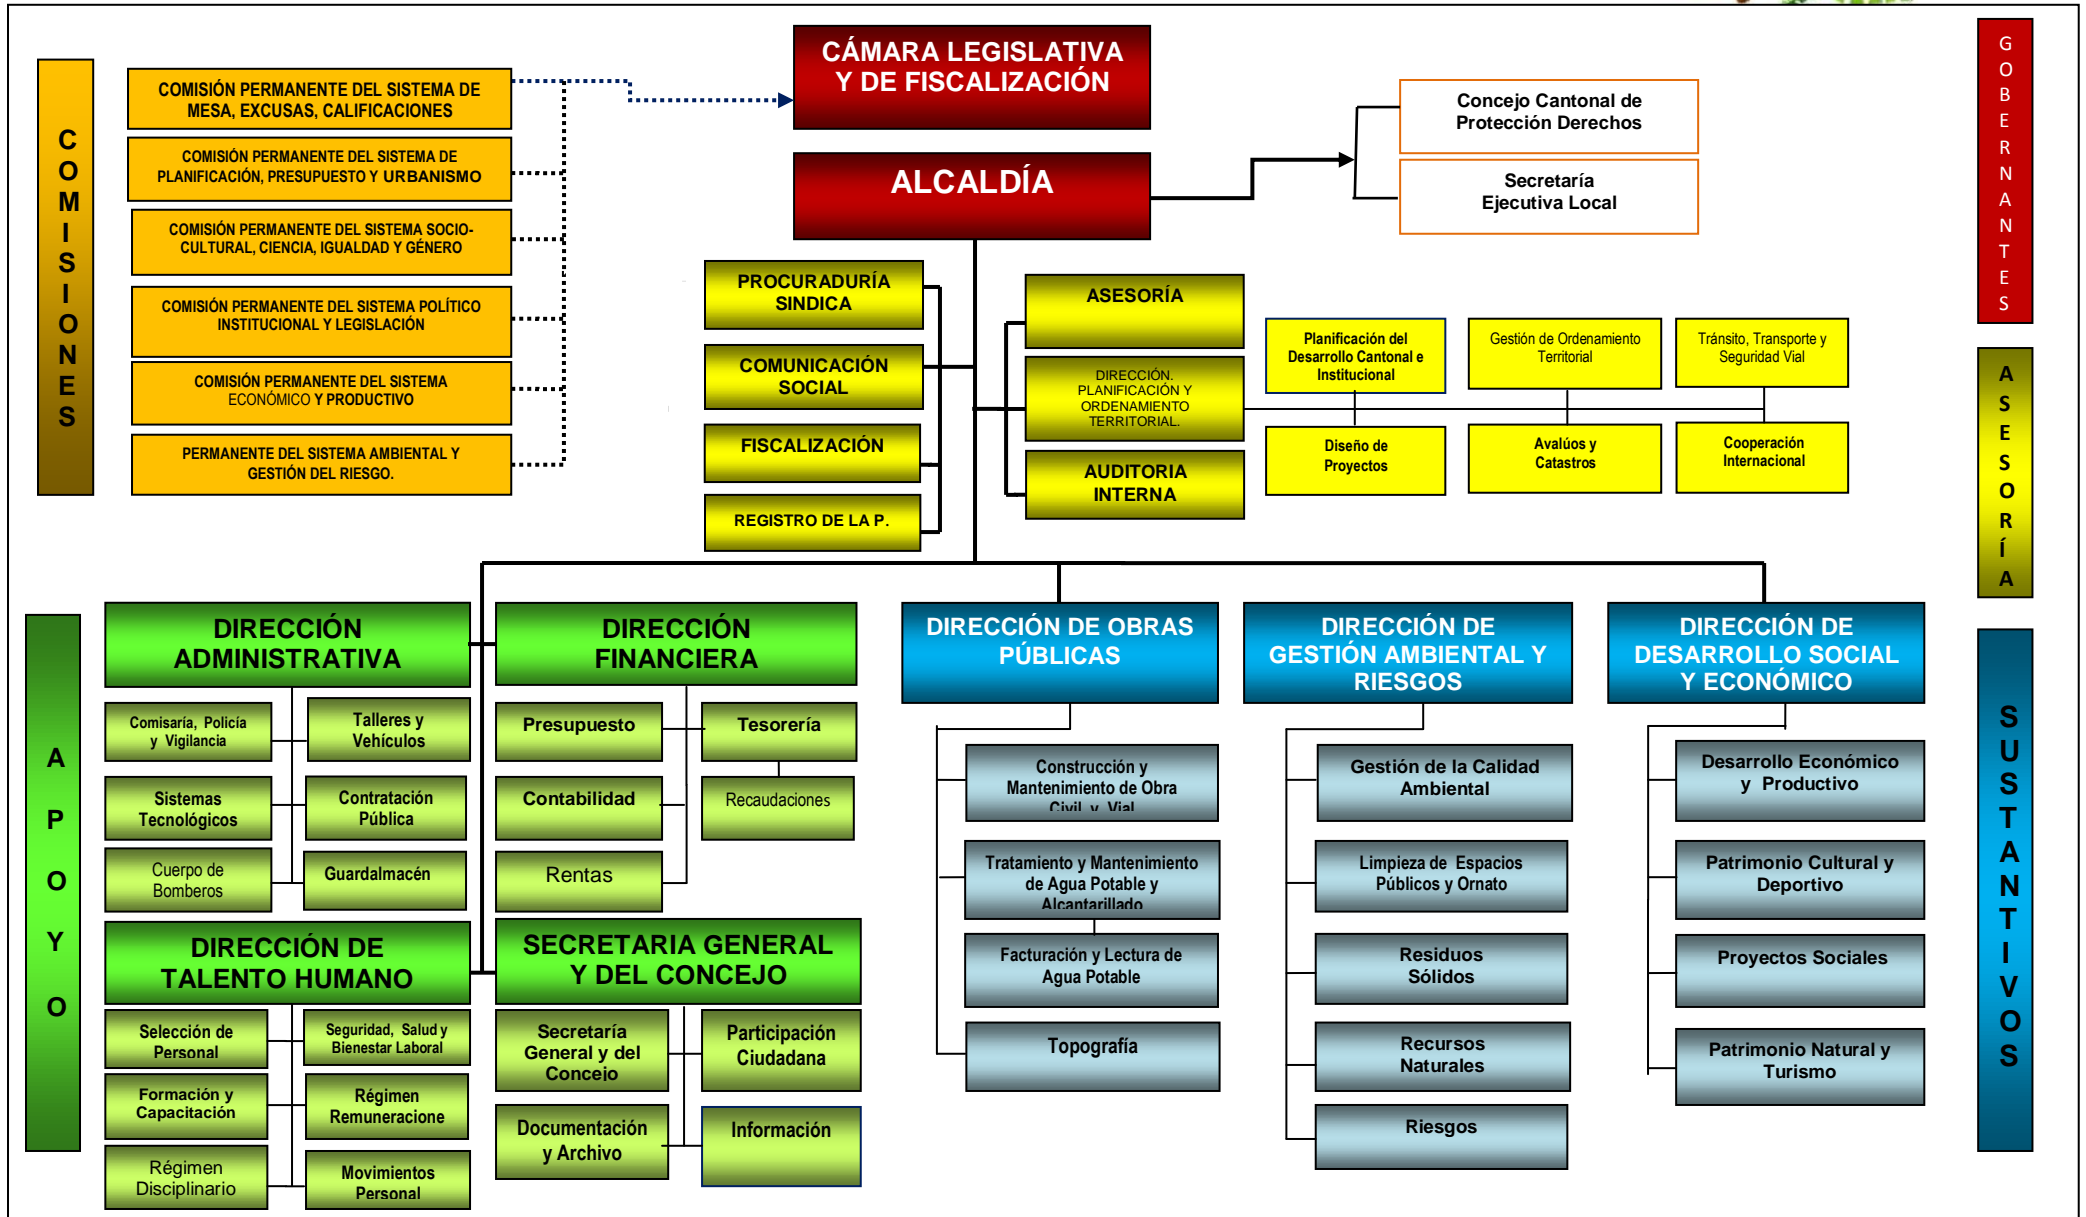 COMISIONES
COMISIÓN PERMANENTE DEL SISTEMA DE
MESA, EXCUSAS, CALIFICACIONES
COMISIÓN PERMANENTE DEL SISTEMA DE
PLANIFICACIÓN, PRESUPUESTO Y URBANISMO
COMISIÓN PERMANENTE DEL SISTEMA SOCIO-
CULTURAL, CIENCIA, IGUALDAD Y GÉNERO
COMISIÓN PERMANENTE DEL SISTEMA POLÍTICO
INSTITUCIONAL Y LEGISLACIÓN
COMISIÓN PERMANENTE DEL SISTEMA
ECONÓMICO Y PRODUCTIVO
PERMANENTE DEL SISTEMA AMBIENTAL Y
GESTIÓN DEL RIESGO.
CÁMARA LEGISLATIVA
Y DE FISCALIZACIÓN
ALCALDÍA
Concejo Cantonal de
Protección Derechos
Secretaría
Ejecutiva Local
GOBERNANTES
PROCURADURÍA
SINDICA
COMUNICACIÓN
SOCIAL
FISCALIZACIÓN
REGISTRO DE LA P.
ASESORÍA
DIRECCIÓN.
PLANIFICACIÓN Y
ORDENAMIENTO
TERRITORIAL.
AUDITORIA
INTERNA
Planificación del
Desarrollo Cantonal e
Institucional
Gestión de Ordenamiento
Territorial
Tránsito, Transporte y
Seguridad Vial
Diseño de
Proyectos
Avalúos y
Catastros
Cooperación
Internacional
ASESORÍA
APOYO
DIRECCIÓN
ADMINISTRATIVA
Comisaría, Policía
y Vigilancia
Talleres y
Vehículos
Sistemas
Tecnológicos
Contratación
Pública
Cuerpo de
Bomberos
Guardalmacén
DIRECCIÓN
FINANCIERA
Presupuesto
Tesorería
Contabilidad
Recaudaciones
Rentas
DIRECCIÓN DE
TALENTO HUMANO
Selección de
Personal
Seguridad, Salud y
Bienestar Laboral
Formación y
Capacitación
Régimen
Remuneracione
Régimen
Disciplinario
Movimientos
Personal
SECRETARIA GENERAL
Y DEL CONCEJO
Secretaría
General y del
Concejo
Participación
Ciudadana
Documentación
y Archivo
Información
DIRECCIÓN DE OBRAS
PÚBLICAS
Construcción y
Mantenimiento de Obra
Civil y Vial
Tratamiento y Mantenimiento
de Agua Potable y
Alcantarillado
Facturación y Lectura de
Agua Potable
Topografía
DIRECCIÓN DE
GESTIÓN AMBIENTAL Y
RIESGOS
Gestión de la Calidad
Ambiental
Limpieza de Espacios
Públicos y Ornato
Residuos
Sólidos
Recursos
Naturales
Riesgos
DIRECCIÓN DE
DESARROLLO SOCIAL
Y ECONÓMICO
Desarrollo Económico
y Productivo
Patrimonio Cultural y
Deportivo
Proyectos Sociales
Patrimonio Natural y
Turismo
SUSTANTIVOS